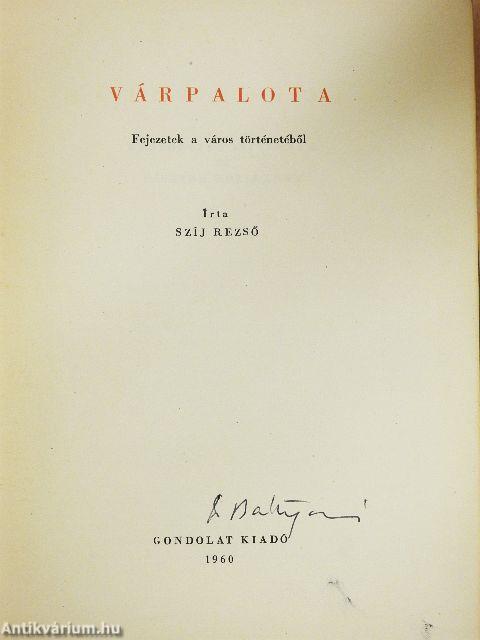 VÁRPALOTA
Fejezetek a város történetéből
Írta
SZÍJ REZSŐ
GONDOLAT KIADÓ
1960
Antikvárium.hu